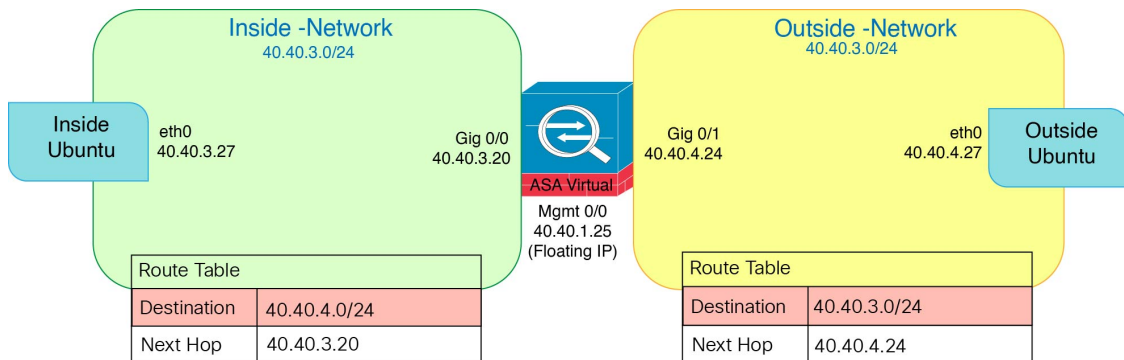 Inside -Network
40.40.3.0/24
Inside
Ubuntu
eth0
40.40.3.27
Gig 0/0
40.40.3.20
ASA Virtual
Mgmt 0/0
40.40.1.25
(Floating IP)
Outside -Network
40.40.3.0/24
Gig 0/1
40.40.4.24
eth0
40.40.4.27
Outside
Ubuntu
Route Table
Destination 40.40.4.0/24
Next Hop 40.40.3.20
Route Table
Destination 40.40.3.0/24
Next Hop 40.40.4.24